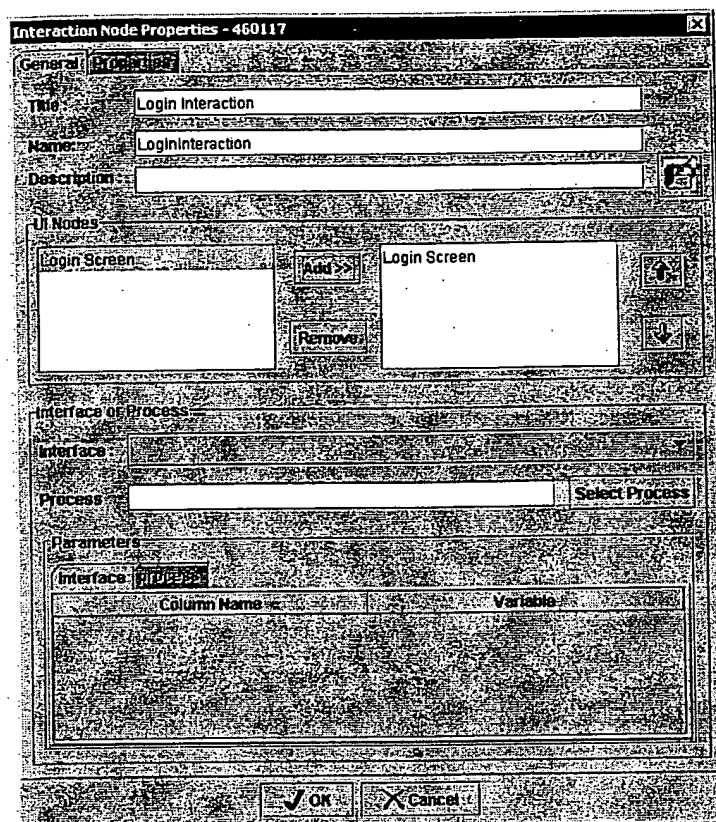 Interaction Node Properties - 460117
General Properties
Title :
Login Interaction
Name:
LoginInteraction
Description :
UI Nodes
Login Screen
Add >>
Login Screen
Remove
Interface or Process
Interface :
Process
Select Process
Parameters
Interface Process
Column Name Variable
OK Cancel